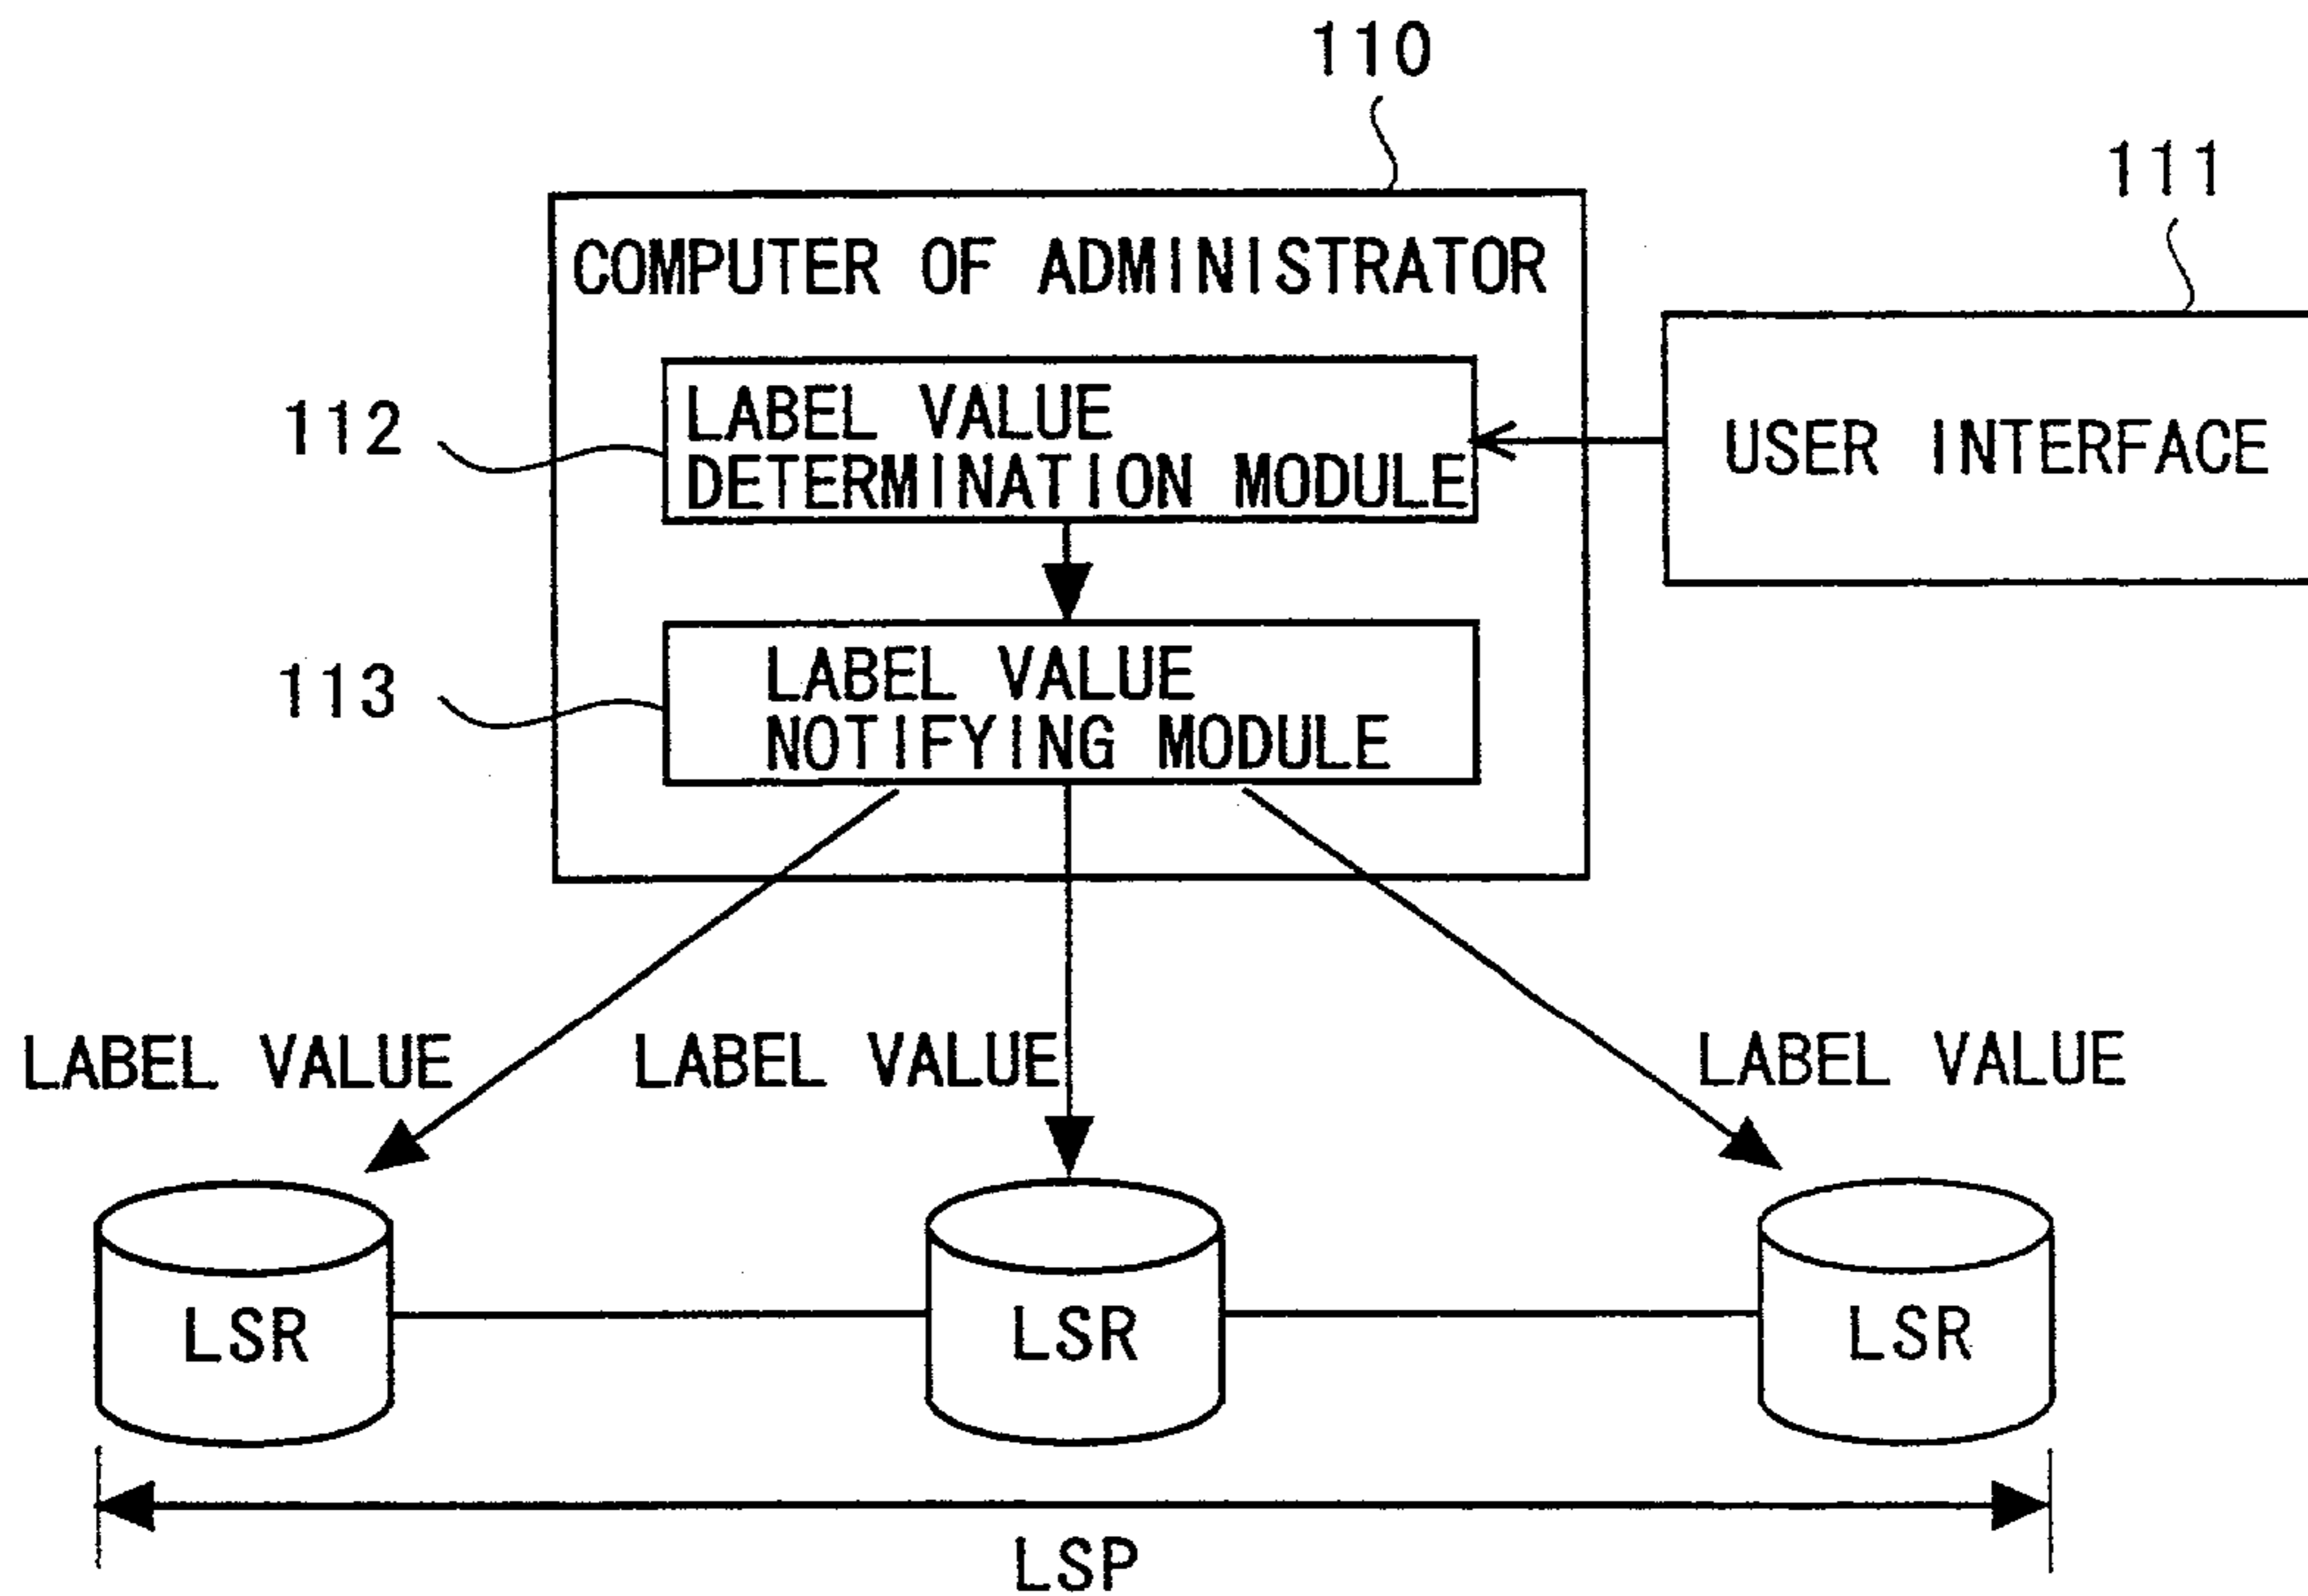 110
111
COMPUTER OF ADMINISTRATOR
112
LABEL VALUE
DETERMINATION MODULE
USER INTERFACE
113
LABEL VALUE
NOTIFYING MODULE
LABEL VALUE
LABEL VALUE
LABEL VALUE
LSR
LSR
LSR
LSP